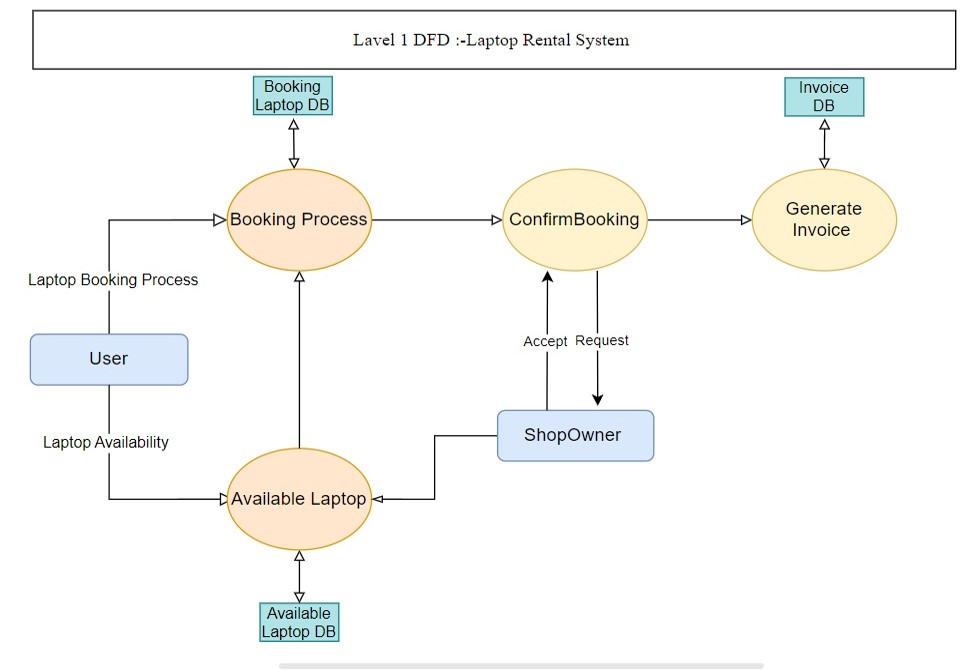 Lavel 1 DFD :-Laptop Rental System
Booking
Laptop DB
Invoice
DB
Booking Process
ConfirmBooking
Generate
Invoice
Laptop Booking Process
User
Accept
Request
Laptop Availability
ShopOwner
Available Laptop
Available
Laptop DB